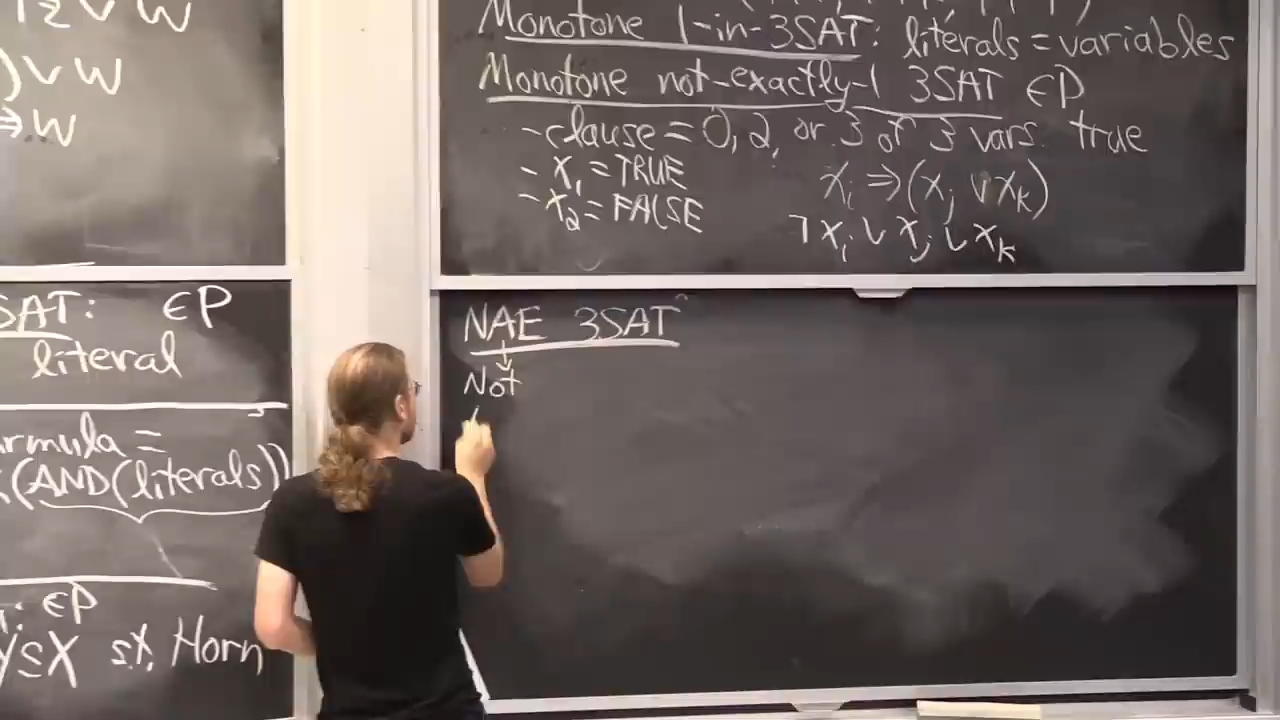 ∨ W
) ∨ W
⇒ W
SAT: ∈P
literal
rmula =
(AND(literals))
: ∈P
s.t. Horn
Monotone 1-in-3SAT: literals = variables
Monotone not-exactly-1 3SAT ∈P
- clause = 0, 2, or 3 of 3 vars. true
- x₁ = TRUE
- x₂ = FALSE
xᵢ ⇒ (xⱼ ∨ xₖ)
¬xᵢ ∨ xⱼ ∨ xₖ
NAE 3SAT
↓
Not